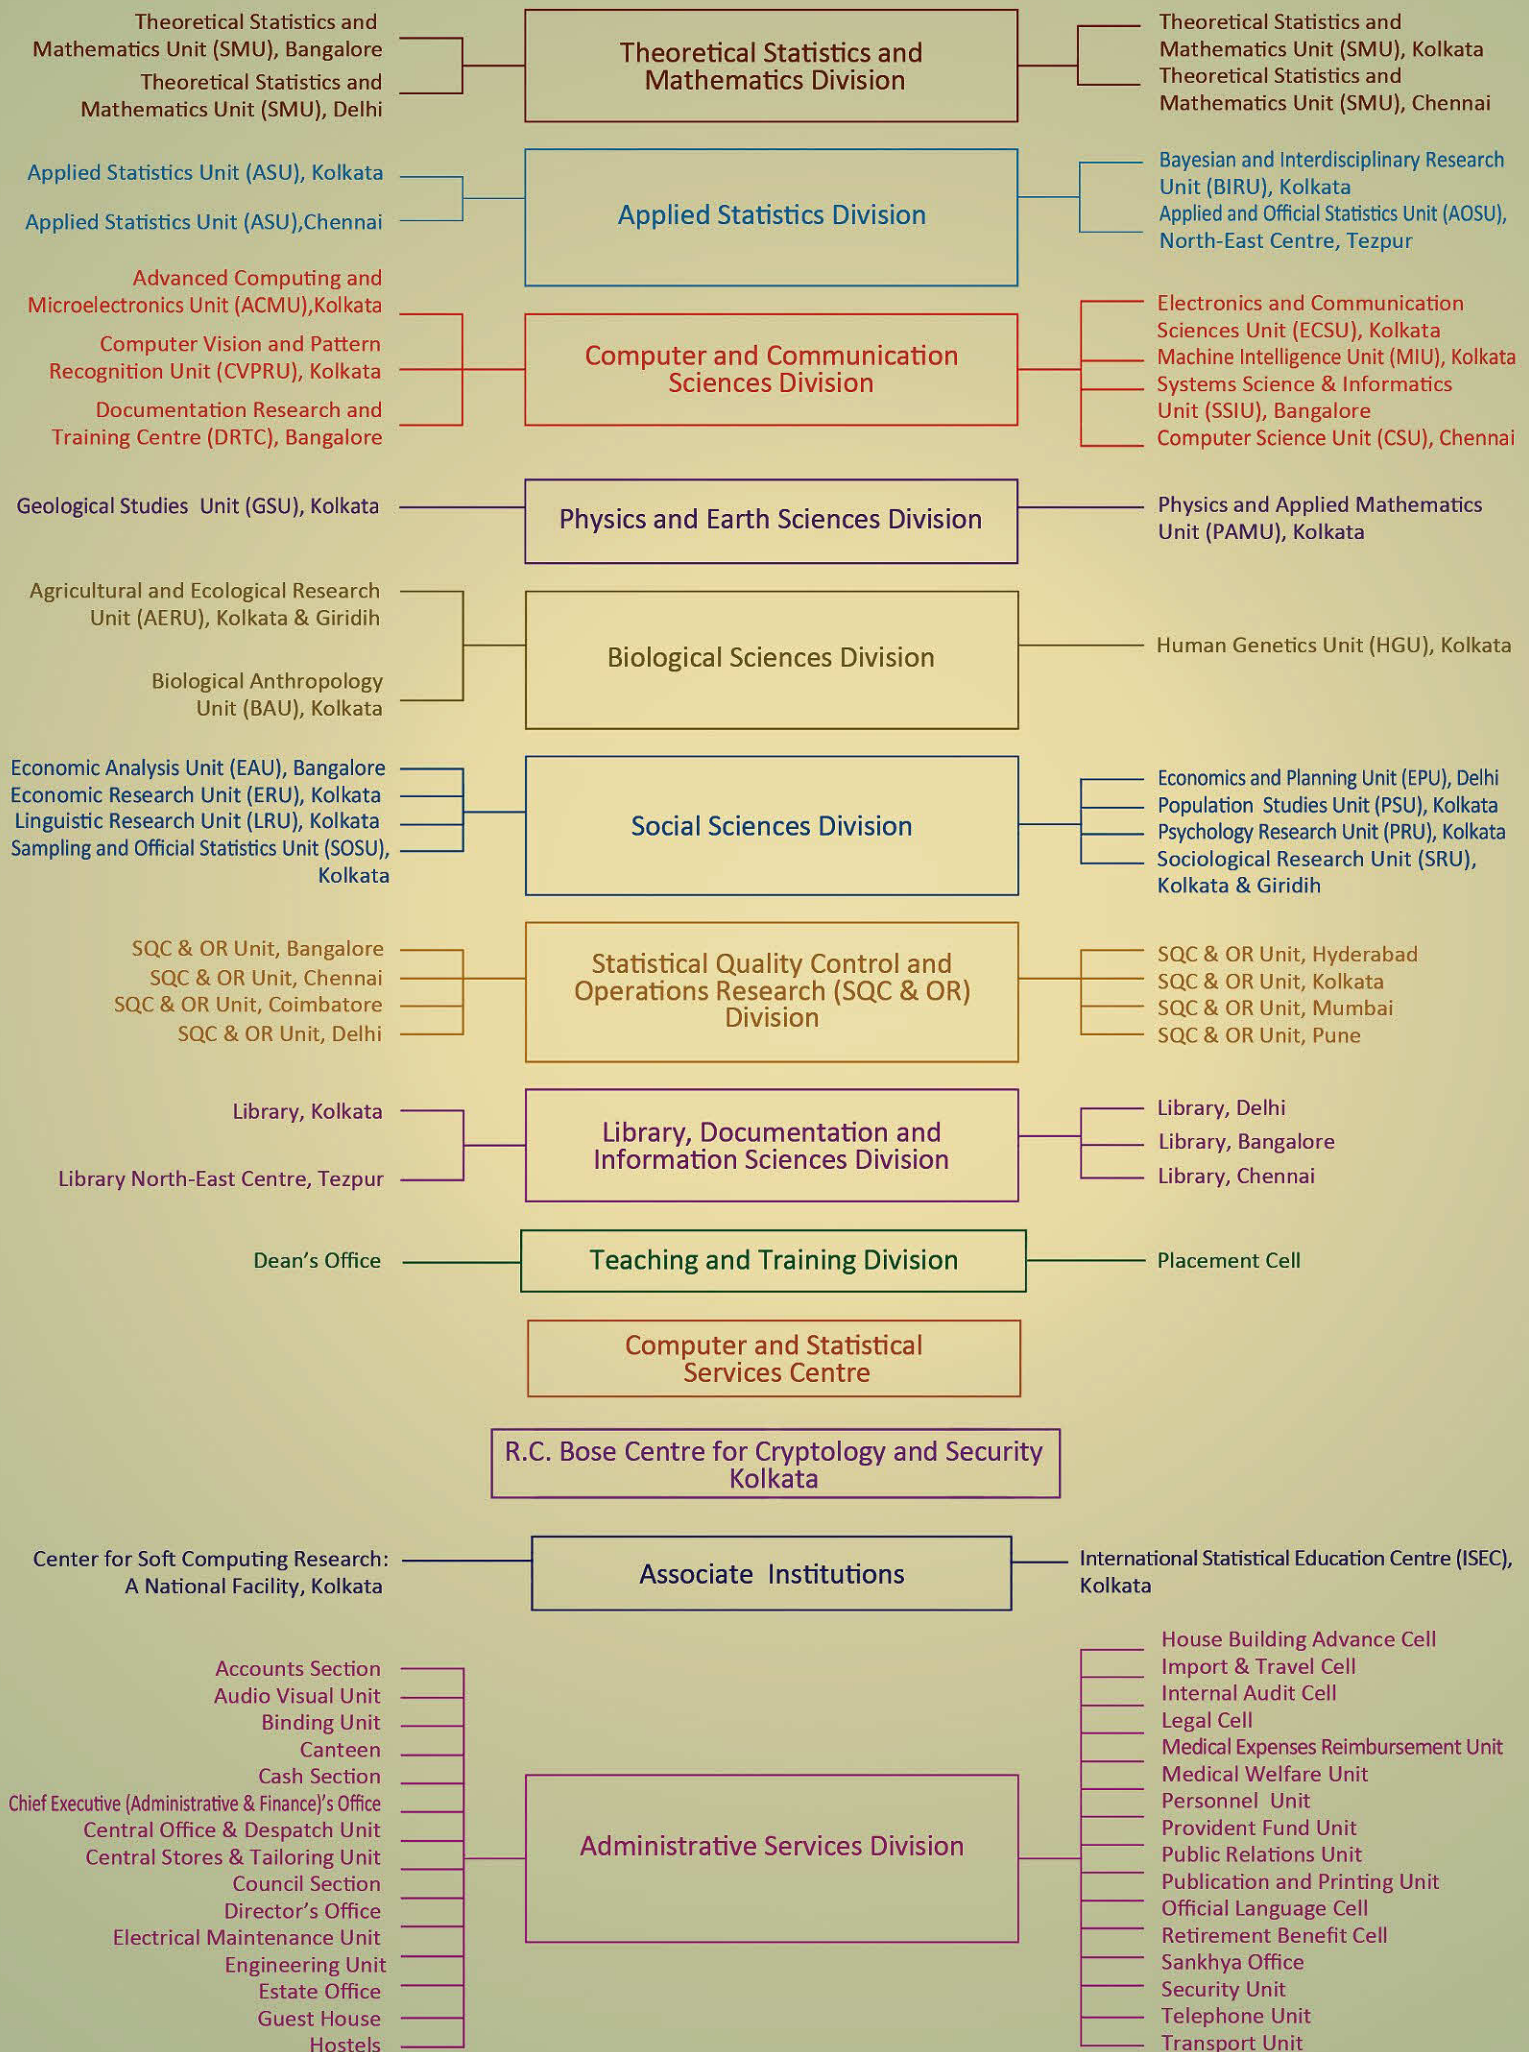 Theoretical Statistics and
Mathematics Unit (SMU), Bangalore
Theoretical Statistics and
Mathematics Unit (SMU), Delhi
Theoretical Statistics and
Mathematics Division
Theoretical Statistics and
Mathematics Unit (SMU), Kolkata
Theoretical Statistics and
Mathematics Unit (SMU), Chennai
Applied Statistics Unit (ASU), Kolkata
Applied Statistics Unit (ASU),Chennai
Applied Statistics Division
Bayesian and Interdisciplinary Research
Unit (BIRU), Kolkata
Applied and Official Statistics Unit (AOSU),
North-East Centre, Tezpur
Advanced Computing and
Microelectronics Unit (ACMU),Kolkata
Computer Vision and Pattern
Recognition Unit (CVPRU), Kolkata
Documentation Research and
Training Centre (DRTC), Bangalore
Computer and Communication
Sciences Division
Electronics and Communication
Sciences Unit (ECSU), Kolkata
Machine Intelligence Unit (MIU), Kolkata
Systems Science & Informatics
Unit (SSIU), Bangalore
Computer Science Unit (CSU), Chennai
Geological Studies  Unit (GSU), Kolkata
Physics and Earth Sciences Division
Physics and Applied Mathematics
Unit (PAMU), Kolkata
Agricultural and Ecological Research
Unit (AERU), Kolkata & Giridih
Biological Anthropology
Unit (BAU), Kolkata
Biological Sciences Division
Human Genetics Unit (HGU), Kolkata
Economic Analysis Unit (EAU), Bangalore
Economic Research Unit (ERU), Kolkata
Linguistic Research Unit (LRU), Kolkata
Sampling and Official Statistics Unit (SOSU),
Kolkata
Social Sciences Division
Economics and Planning Unit (EPU), Delhi
Population  Studies Unit (PSU), Kolkata
Psychology Research Unit (PRU), Kolkata
Sociological Research Unit (SRU),
Kolkata & Giridih
SQC & OR Unit, Bangalore
SQC & OR Unit, Chennai
SQC & OR Unit, Coimbatore
SQC & OR Unit, Delhi
Statistical Quality Control and
Operations Research (SQC & OR)
Division
SQC & OR Unit, Hyderabad
SQC & OR Unit, Kolkata
SQC & OR Unit, Mumbai
SQC & OR Unit, Pune
Library, Kolkata
Library North-East Centre, Tezpur
Library, Documentation and
Information Sciences Division
Library, Delhi
Library, Bangalore
Library, Chennai
Dean’s Office
Teaching and Training Division
Placement Cell
Computer and Statistical
Services Centre
R.C. Bose Centre for Cryptology and Security
Kolkata
Center for Soft Computing Research:
A National Facility, Kolkata
Associate  Institutions
International Statistical Education Centre (ISEC),
Kolkata
Accounts Section
Audio Visual Unit
Binding Unit
Canteen
Cash Section
Chief Executive (Administrative & Finance)’s Office
Central Office & Despatch Unit
Central Stores & Tailoring Unit
Council Section
Director’s Office
Electrical Maintenance Unit
Engineering Unit
Estate Office
Guest House
Hostels
Administrative Services Division
House Building Advance Cell
Import & Travel Cell
Internal Audit Cell
Legal Cell
Medical Expenses Reimbursement Unit
Medical Welfare Unit
Personnel  Unit
Provident Fund Unit
Public Relations Unit
Publication and Printing Unit
Official Language Cell
Retirement Benefit Cell
Sankhya Office
Security Unit
Telephone Unit
Transport Unit